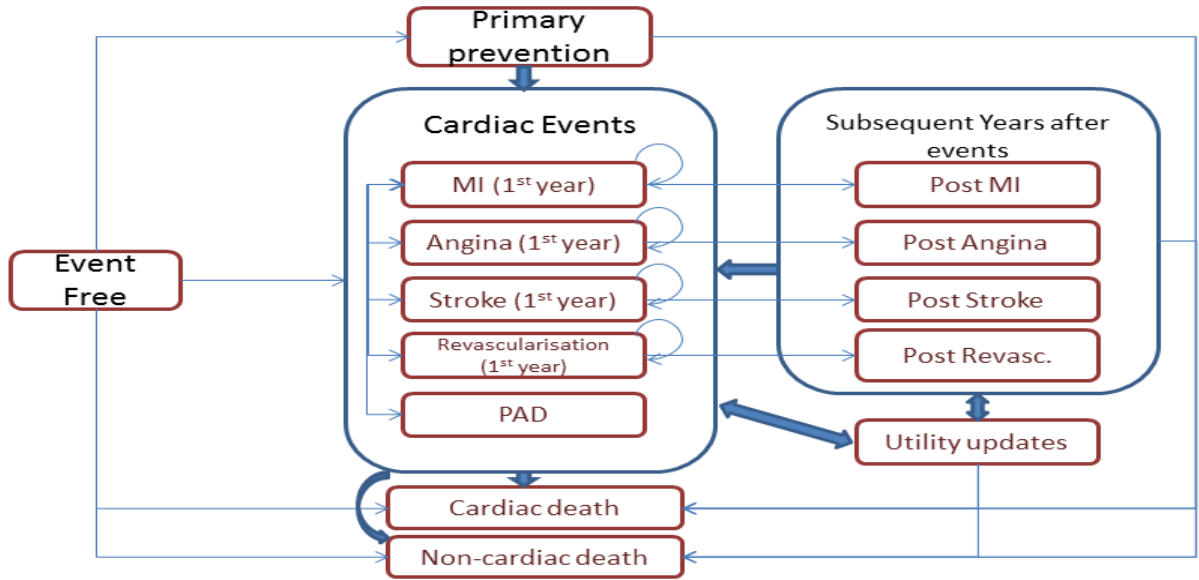 Primary
prevention
Cardiac Events
MI (1st year)
Angina (1st year)
Stroke (1st year)
Revascularisation
(1st year)
PAD
Subsequent Years after
events
Post MI
Post Angina
Post Stroke
Post Revasc.
Event
Free
Utility updates
Cardiac death
Non-cardiac death